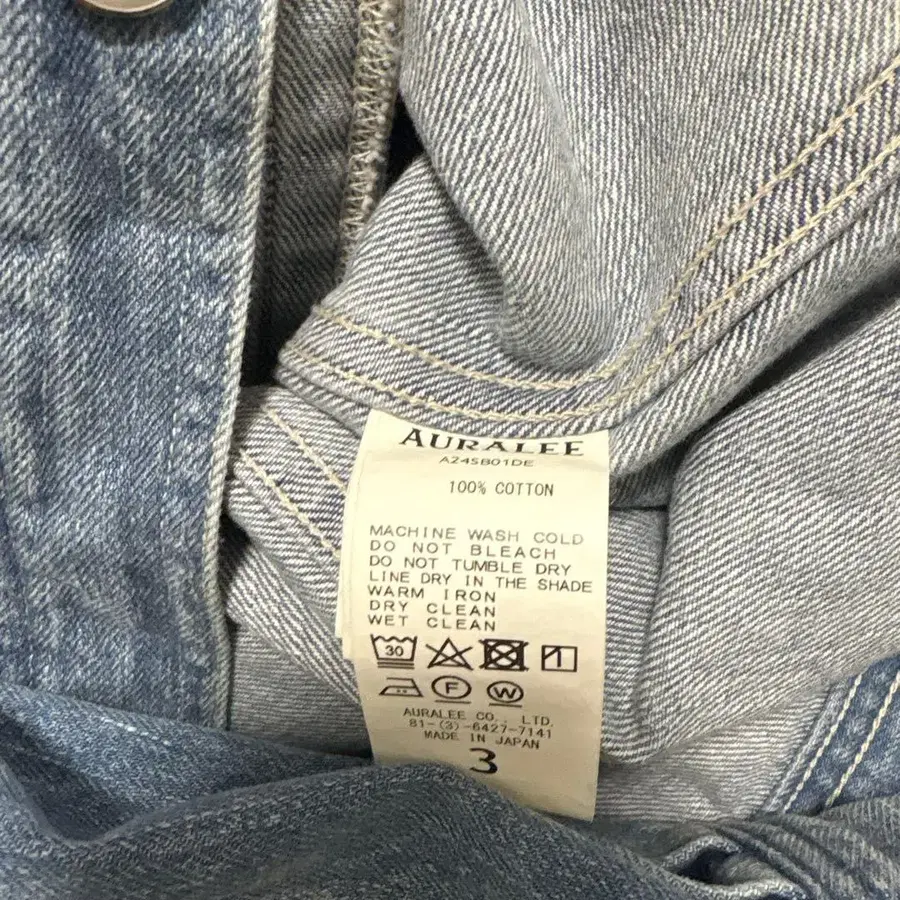 AURALEE
A24SB01DE
100% COTTON
MACHINE WASH COLD
DO NOT BLEACH
DO NOT TUMBLE DRY
LINE DRY IN THE SHADE
WARM IRON
DRY CLEAN
WET CLEAN
30
F W
AURALEE CO., LTD.
81-(3)-6427-7141
MADE IN JAPAN
3